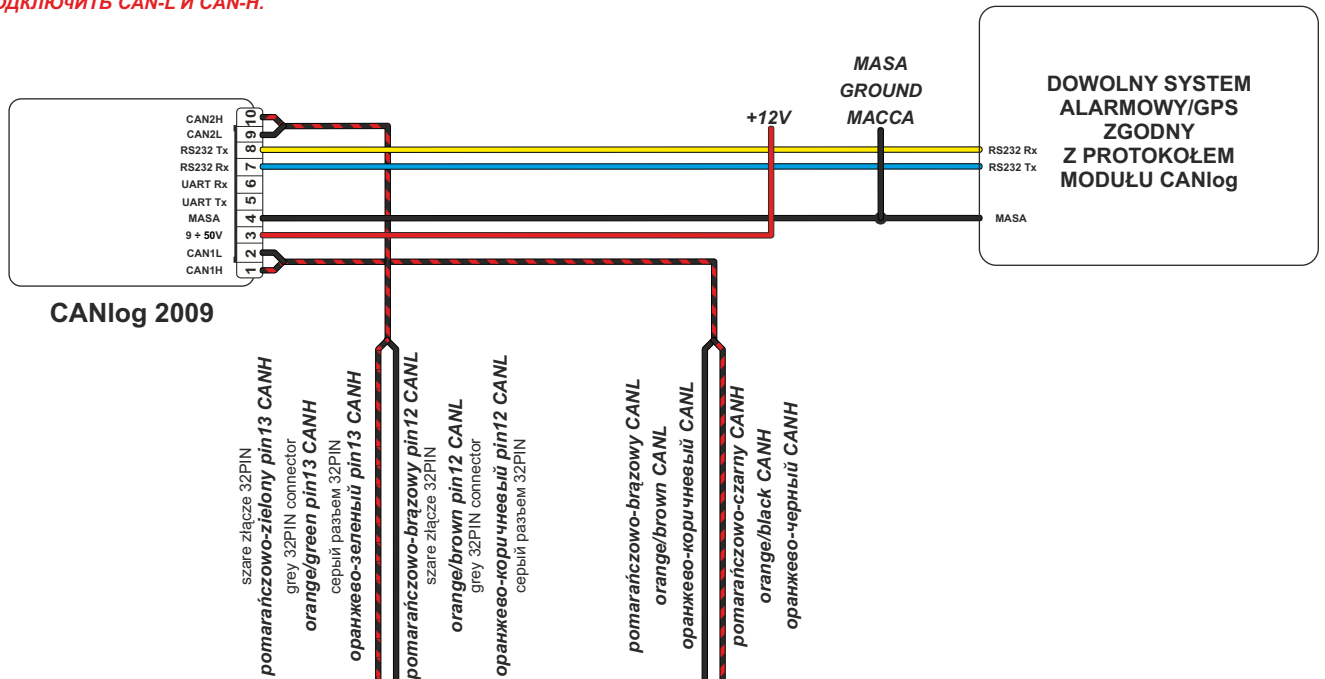 ПОДКЛЮЧИТЬ CAN-L И CAN-H.
MASA
GROUND
МАССА
+12V
DOWOLNY SYSTEM
ALARMOWY/GPS
ZGODNY
Z PROTOKOŁEM
MODUŁU CANlog
RS232 Rx
RS232 Tx
MASA
CAN2H 10
CAN2L 9
RS232 Tx 8
RS232 Rx 7
UART Rx 6
UART Tx 5
MASA 4
9 ÷ 50V 3
CAN1L 2
CAN1H 1
CANlog 2009
szare złącze 32PIN
pomarańczowo-zielony pin13 CANH
grey 32PIN connector
orange/green pin13 CANH
серый разъем 32PIN
оранжево-зеленый pin13 CANH
pomarańczowo-brązowy pin12 CANL
szare złącze 32PIN
orange/brown pin12 CANL
grey 32PIN connector
оранжево-коричневый pin12 CANL
серый разъем 32PIN
pomarańczowo-brązowy CANL
orange/brown CANL
оранжево-коричневый CANL
pomarańczowo-czarny CANH
orange/black CANH
оранжево-черный CANH